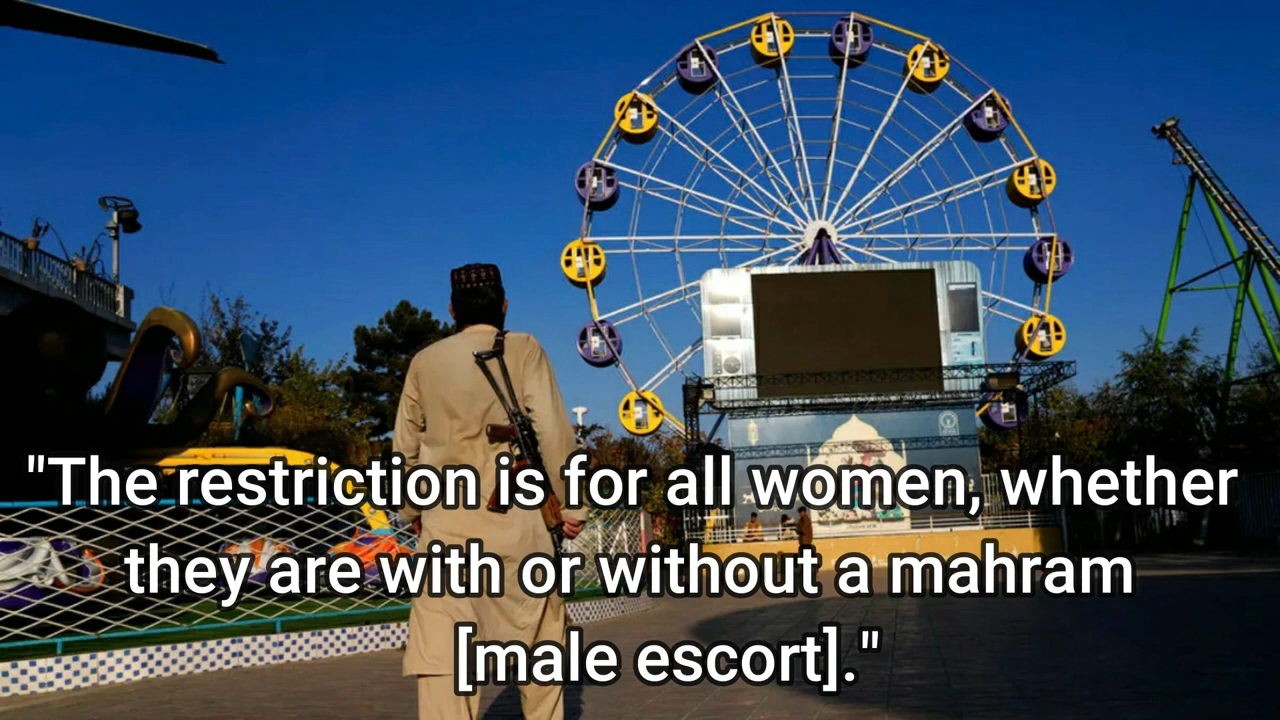 "The restriction is for all women, whether
they are with or without a mahram
[male escort]."